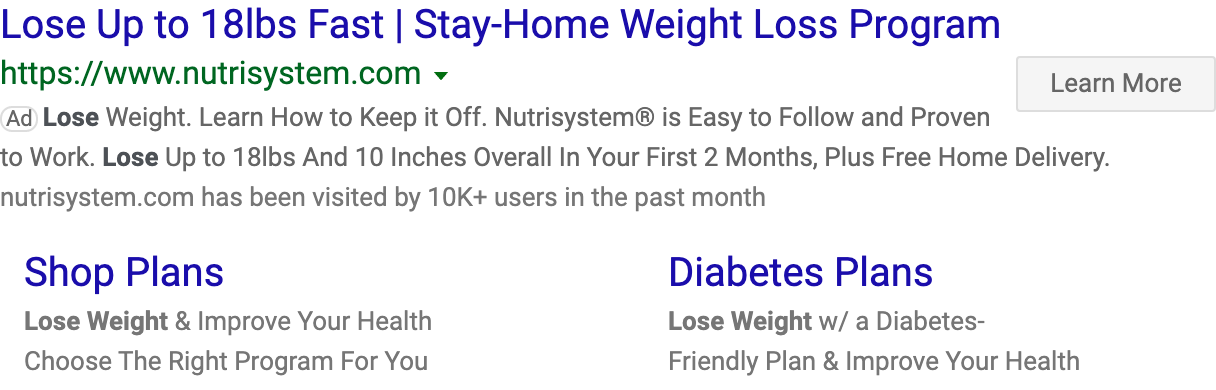 Lose Up to 18lbs Fast | Stay-Home Weight Loss Program
https://www.nutrisystem.com
Learn More
Ad Lose Weight. Learn How to Keep it Off. Nutrisystem® is Easy to Follow and Proven
to Work. Lose Up to 18lbs And 10 Inches Overall In Your First 2 Months, Plus Free Home Delivery.
nutrisystem.com has been visited by 10K+ users in the past month
Shop Plans
Lose Weight & Improve Your Health
Choose The Right Program For You
Diabetes Plans
Lose Weight w/ a Diabetes-
Friendly Plan & Improve Your Health